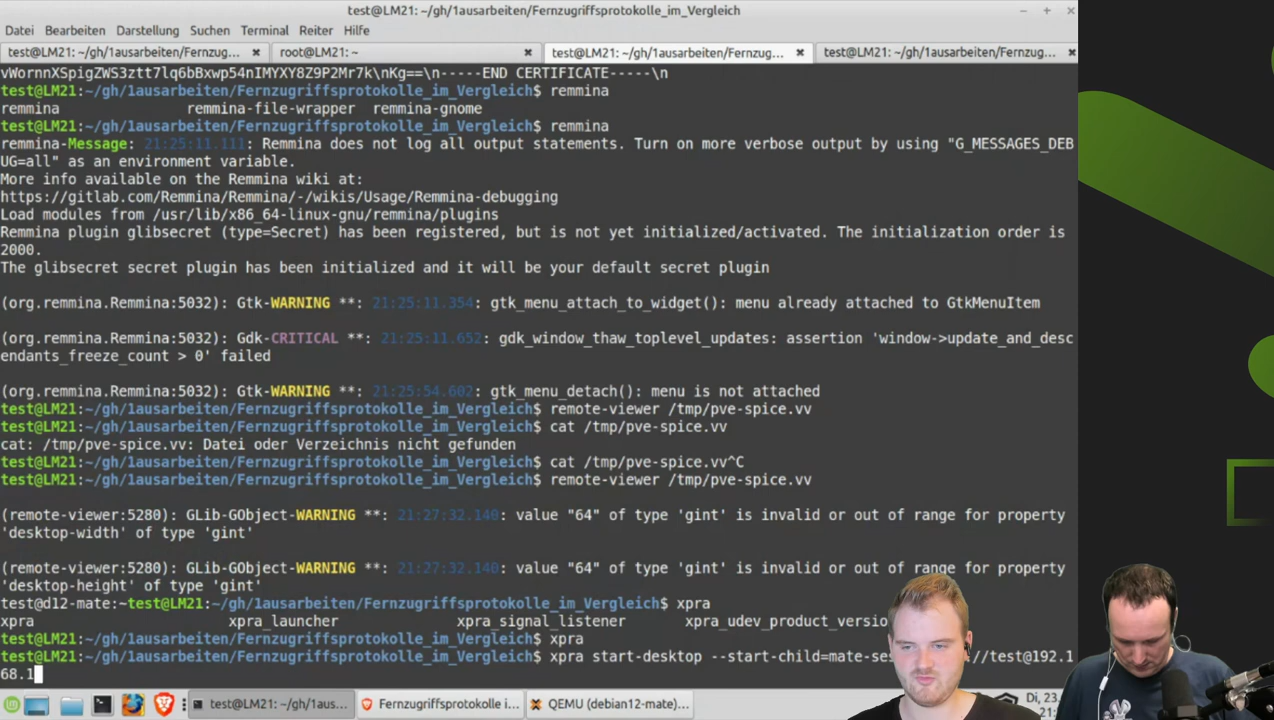 test@LM21: ~/gh/1ausarbeiten/Fernzugriffsprotokolle_im_Vergleich
Datei Bearbeiten Darstellung Suchen Terminal Reiter Hilfe
test@LM21: ~/gh/1ausarbeiten/Fernzug... root@LM21: ~ test@LM21: ~/gh/1ausarbeiten/Fernzug... test@LM21: ~/gh/1ausarbeiten/Fernzug...
vWornnXSpigZWS3ztt7lq6bBxwp54nIMYXY8Z9P2Mr7k\nKg==\n-----END CERTIFICATE-----\n
test@LM21:~/gh/1ausarbeiten/Fernzugriffsprotokolle_im_Vergleich$ remmina
remmina remmina-file-wrapper remmina-gnome
test@LM21:~/gh/1ausarbeiten/Fernzugriffsprotokolle_im_Vergleich$ remmina
remmina-Message: 21:25:11.111: Remmina does not log all output statements. Turn on more verbose output by using "G_MESSAGES_DEB
UG=all" as an environment variable.
More info available on the Remmina wiki at:
https://gitlab.com/Remmina/Remmina/-/wikis/Usage/Remmina-debugging
Load modules from /usr/lib/x86_64-linux-gnu/remmina/plugins
Remmina plugin glibsecret (type=Secret) has been registered, but is not yet initialized/activated. The initialization order is
2000.
The glibsecret secret plugin has been initialized and it will be your default secret plugin
(org.remmina.Remmina:5032): Gtk-WARNING **: 21:25:11.354: gtk_menu_attach_to_widget(): menu already attached to GtkMenuItem
(org.remmina.Remmina:5032): Gdk-CRITICAL **: 21:25:11.652: gdk_window_thaw_toplevel_updates: assertion 'window->update_and_desc
endants_freeze_count > 0' failed
(org.remmina.Remmina:5032): Gtk-WARNING **: 21:25:54.602: gtk_menu_detach(): menu is not attached
test@LM21:~/gh/1ausarbeiten/Fernzugriffsprotokolle_im_Vergleich$ remote-viewer /tmp/pve-spice.vv
test@LM21:~/gh/1ausarbeiten/Fernzugriffsprotokolle_im_Vergleich$ cat /tmp/pve-spice.vv
cat: /tmp/pve-spice.vv: Datei oder Verzeichnis nicht gefunden
test@LM21:~/gh/1ausarbeiten/Fernzugriffsprotokolle_im_Vergleich$ cat /tmp/pve-spice.vv^C
test@LM21:~/gh/1ausarbeiten/Fernzugriffsprotokolle_im_Vergleich$ remote-viewer /tmp/pve-spice.vv
(remote-viewer:5280): GLib-GObject-WARNING **: 21:27:32.140: value "64" of type 'gint' is invalid or out of range for property
'desktop-width' of type 'gint'
(remote-viewer:5280): GLib-GObject-WARNING **: 21:27:32.140: value "64" of type 'gint' is invalid or out of range for property
'desktop-height' of type 'gint'
test@d12-mate:~test@LM21:~/gh/1ausarbeiten/Fernzugriffsprotokolle_im_Vergleich$ xpra
xpra xpra_launcher xpra_signal_listener xpra_udev_product_versio
test@LM21:~/gh/1ausarbeiten/Fernzugriffsprotokolle_im_Vergleich$ xpra
test@LM21:~/gh/1ausarbeiten/Fernzugriffsprotokolle_im_Vergleich$ xpra start-desktop --start-child=mate-se //test@192.1
68.1
test@LM21: ~/gh/1aus... Fernzugriffsprotokolle i... QEMU (debian12-mate)... Di, 23.